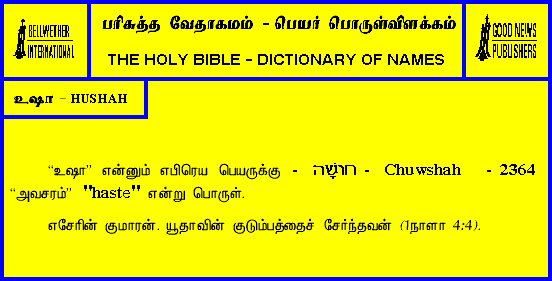 BELLWETHER
INTERNATIONAL
பரிசுத்த வேதாகமம் - பெயர் பொருள்விளக்கம்
THE HOLY BIBLE - DICTIONARY OF NAMES
GOOD NEWS
PUBLISHERS
உஷா - HUSHAH
“உஷா” என்னும் எபிரெய பெயருக்கு - חוּשָׁה - Chuwshah - 2364
“அவசரம்” "haste" என்று பொருள்.
எசேரின் குமாரன். யூதாவின் குடும்பத்தைச் சேர்ந்தவன் (1நாளா 4:4).